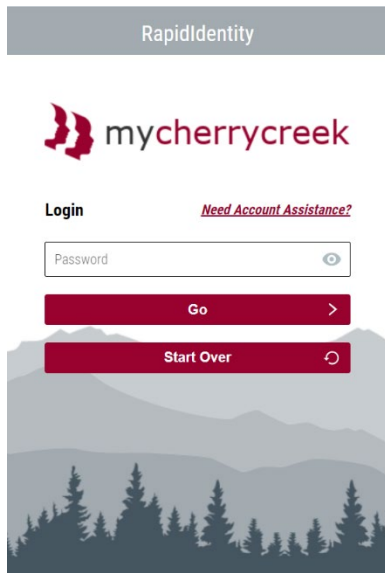 RapidIdentity
mycherrycreek
Login
Need Account Assistance?
Password
Go
Start Over